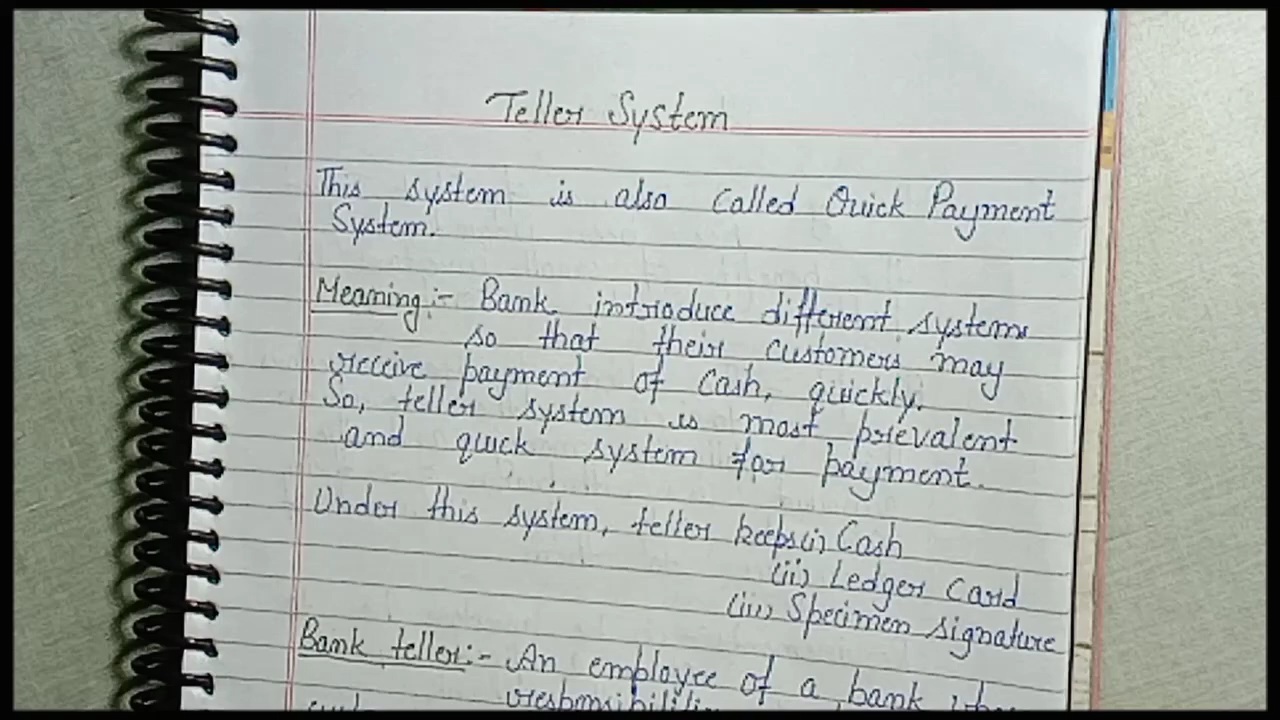 Teller System
This system is also called Quick Payment
System.
Meaning:- Bank introduce different systems
so that their customers may
receive payment of Cash, quickly.
So, teller system is most prevalent
and quick system for payment.
Under this system, teller keeps (i) Cash
(ii) Ledger Card
(iii) Specimen signature
Bank teller:- An employee of a bank who